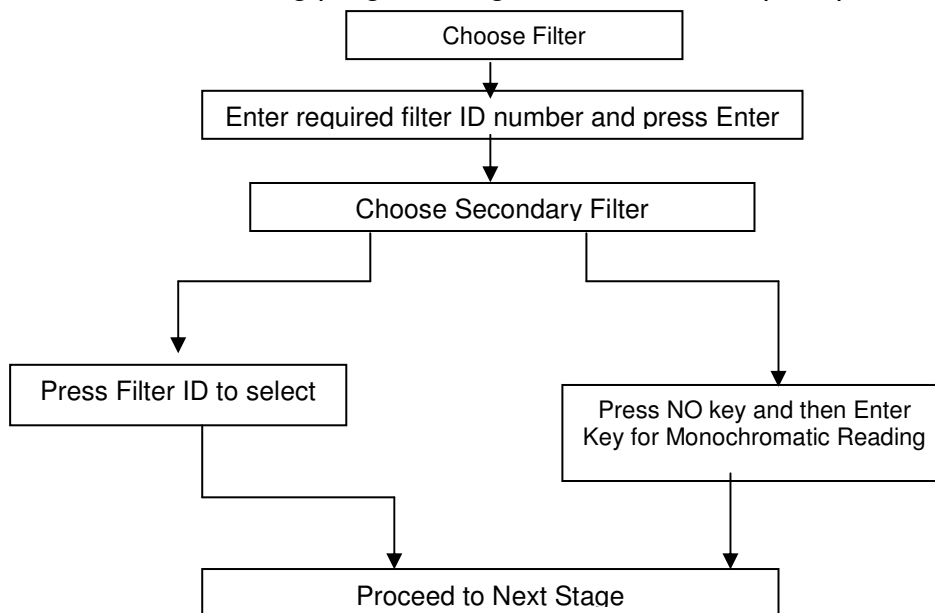 Choose Filter
Enter required filter ID number and press Enter
Choose Secondary Filter
Press Filter ID to select
Press NO key and then Enter
Key for Monochromatic Reading
Proceed to Next Stage